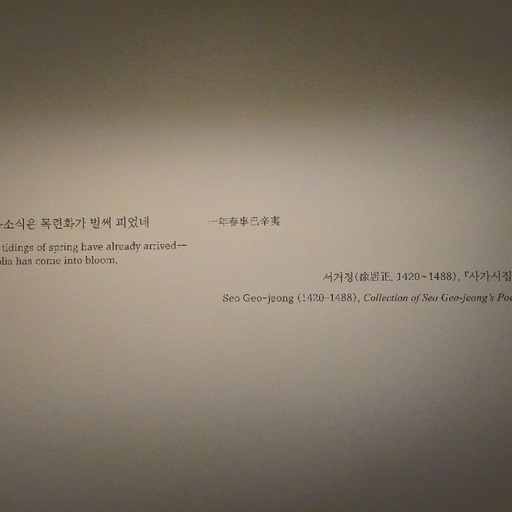 소식은 목련화가 벌써 피었네
一年春事已辛夷
tidings of spring have already arrived—
has come into bloom.
서거정(徐居正, 1420~1488), 『사가시집
Seo Geo-jeong (1420–1488), Collection of Seo Geo-jeong's